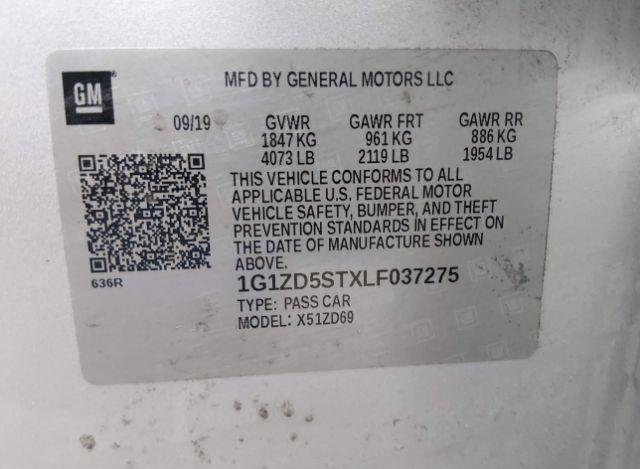 GM
MFD BY GENERAL MOTORS LLC
09/19 GVWR GAWR FRT GAWR RR
1847 KG 961 KG 886 KG
4073 LB 2119 LB 1954 LB
THIS VEHICLE CONFORMS TO ALL
APPLICABLE U.S. FEDERAL MOTOR
VEHICLE SAFETY, BUMPER, AND THEFT
PREVENTION STANDARDS IN EFFECT ON
THE DATE OF MANUFACTURE SHOWN
ABOVE.
636R
1G1ZD5STXLF037275
TYPE: PASS CAR
MODEL: X51ZD69